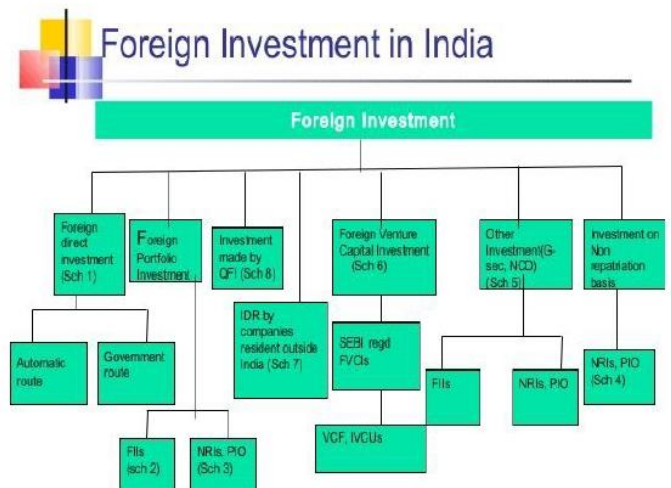 Foreign Investment in India
Foreign Investment
Foreign
direct
investment
(Sch 1)
Foreign
Portfolio
Investment
Investment
made by
QFI (Sch 8)
Foreign Venture
Capital Investment
(Sch 6)
Other
Investment(G-
sec, NCD)
(Sch 5)
Investment on
Non
repatriation
basis
IDR by
companies
resident outside
India (Sch 7)
Automatic
route
Government
route
SEBI regd
FVCIs
FIIs
NRIs, PIO
NRIs, PIO
(Sch 4)
FIIs
(sch 2)
NRIs, PIO
(Sch 3)
VCF, IVCUs